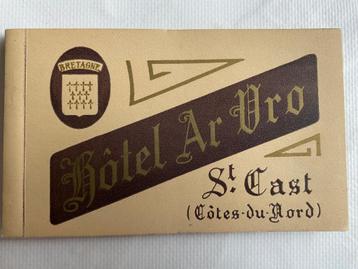 BRETAGNE
Hôtel Ar Vro
St. Cast
(Côtes-du-Nord)